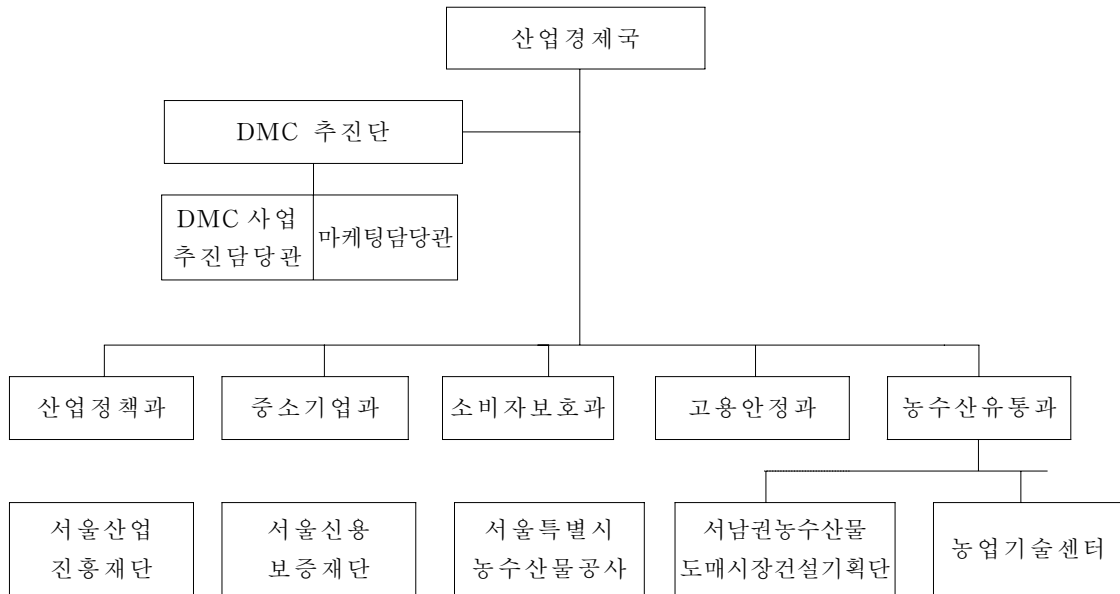 산업경제국
DMC 추진단
DMC 사업
추진담당관
마케팅담당관
산업정책과
중소기업과
소비자보호과
고용안정과
농수산유통과
서울산업
진흥재단
서울신용
보증재단
서울특별시
농수산물공사
서남권농수산물
도매시장건설기획단
농업기술센터